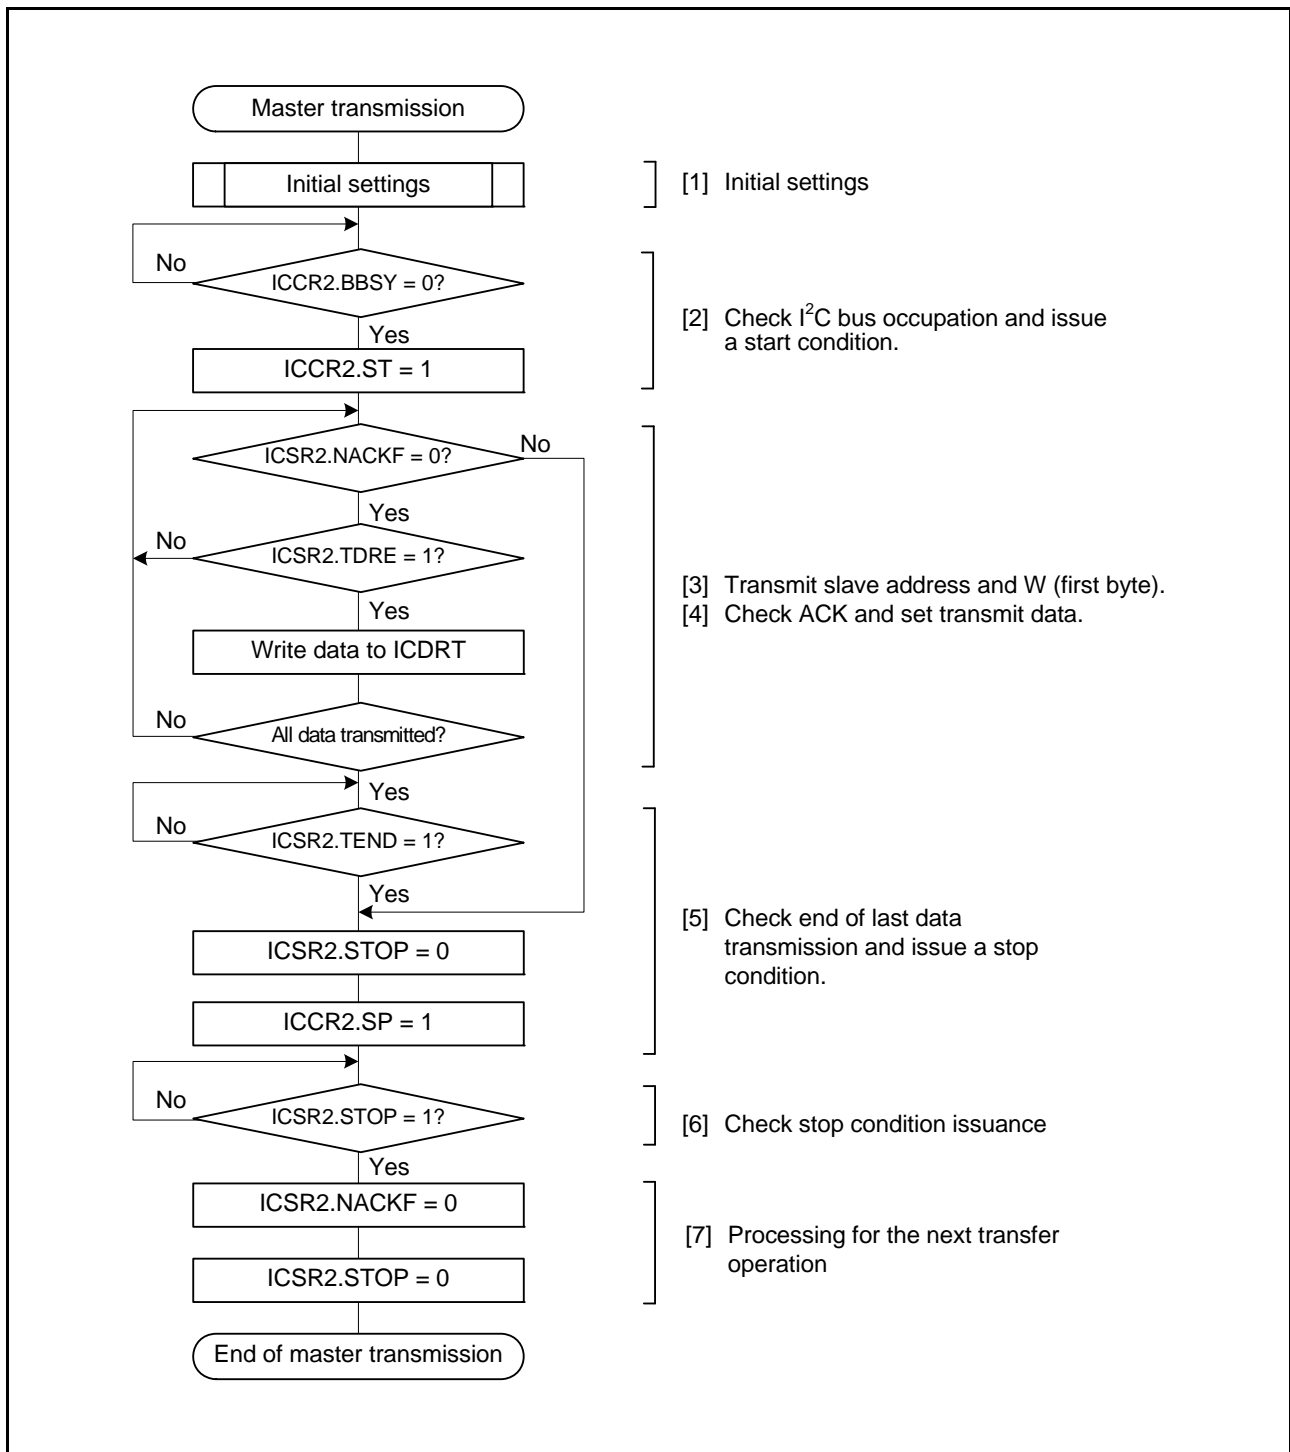 Master transmission
Initial settings
[1] Initial settings
No
ICCR2.BBSY = 0?
Yes
ICCR2.ST = 1
[2] Check I²C bus occupation and issue
a start condition.
ICSR2.NACKF = 0?
No
Yes
No
ICSR2.TDRE = 1?
Yes
Write data to ICDRT
No
All data transmitted?
Yes
[3] Transmit slave address and W (first byte).
[4] Check ACK and set transmit data.
No
ICSR2.TEND = 1?
Yes
ICSR2.STOP = 0
ICCR2.SP = 1
[5] Check end of last data
transmission and issue a stop
condition.
No
ICSR2.STOP = 1?
Yes
[6] Check stop condition issuance
ICSR2.NACKF = 0
ICSR2.STOP = 0
[7] Processing for the next transfer
operation
End of master transmission